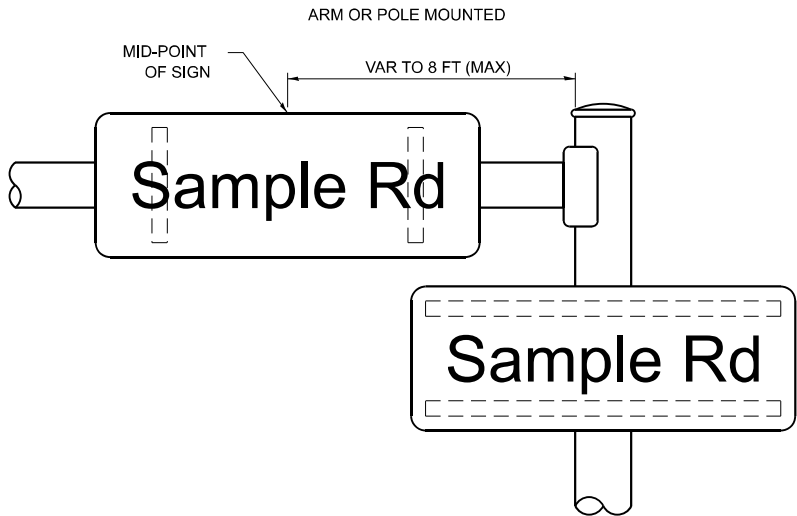 ARM OR POLE MOUNTED
MID-POINT
OF SIGN
VAR TO 8 FT (MAX)
Sample Rd
Sample Rd